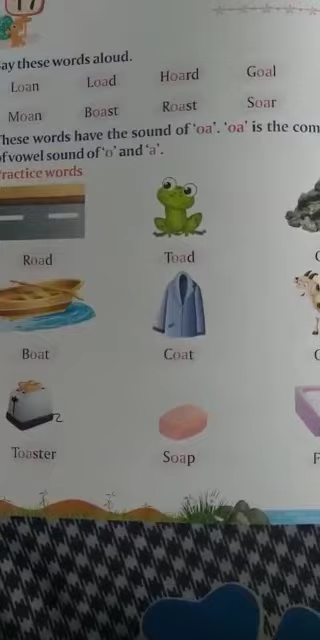 17
ay these words aloud.
Loan Load Hoard Goal
Moan Boast Roast Soar
hese words have the sound of 'oa'. 'oa' is the com
f vowel sound of 'o' and 'a'.
ractice words
Road Toad
Boat Coat
Toaster Soap